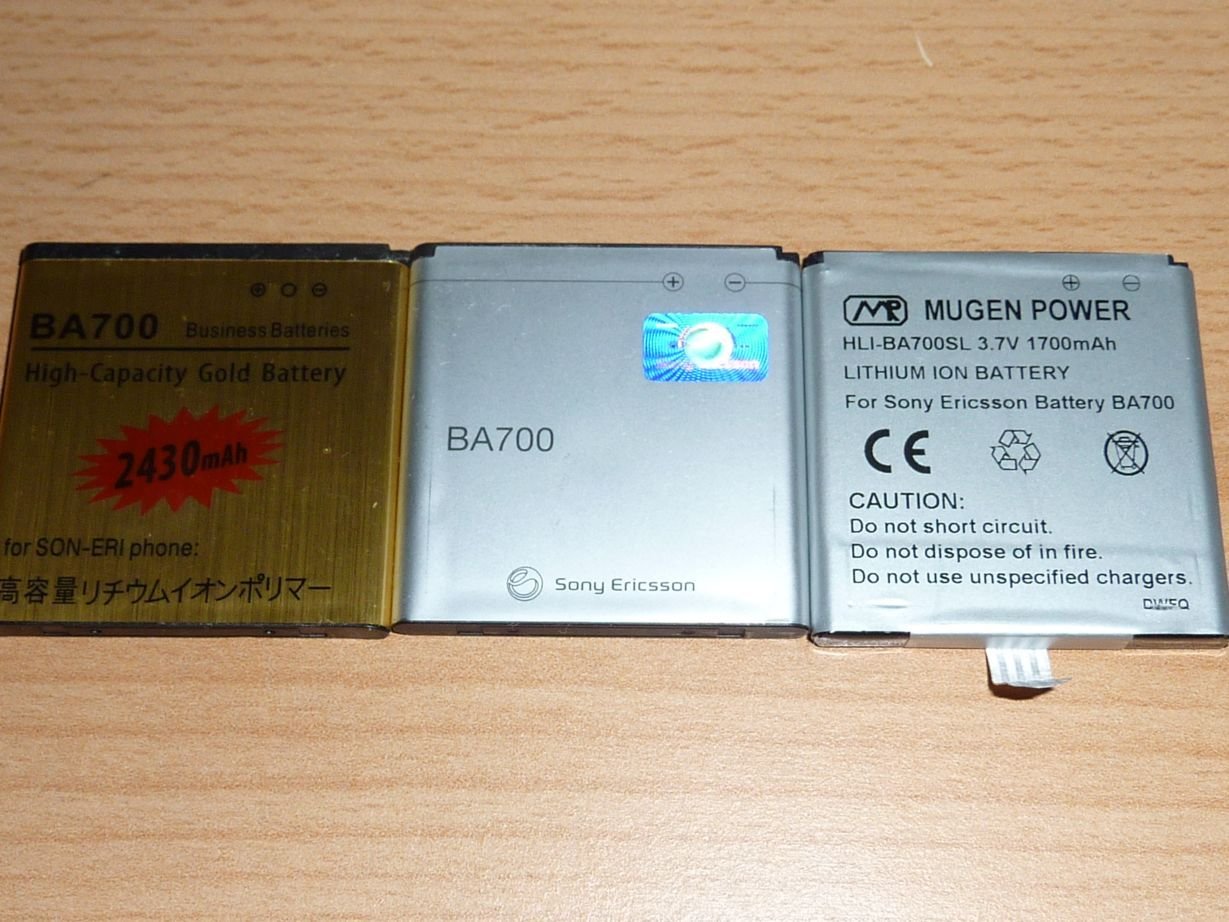 BA700 Business Batteries
High-Capacity Gold Battery
2430mAh
for SON-ERI phone:
高容量リチウムイオンポリマー
BA700
Sony Ericsson
MUGEN POWER
HLI-BA700SL 3.7V 1700mAh
LITHIUM ION BATTERY
For Sony Ericsson Battery BA700
CE
CAUTION:
Do not short circuit.
Do not dispose of in fire.
Do not use unspecified chargers.